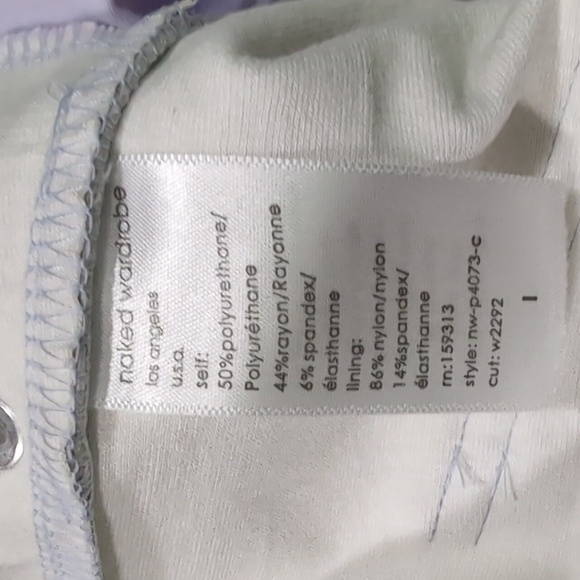 naked wardrobe
los angeles
u.s.a.
self:
50%polyurethane/
Polyuréthane
44%rayon/Rayonne
6%spandex/
élasthanne
lining:
86% nylon/nylon
14%spandex/
élasthanne
rn:159313
style: nw-p4073-c
cut: w2292
I